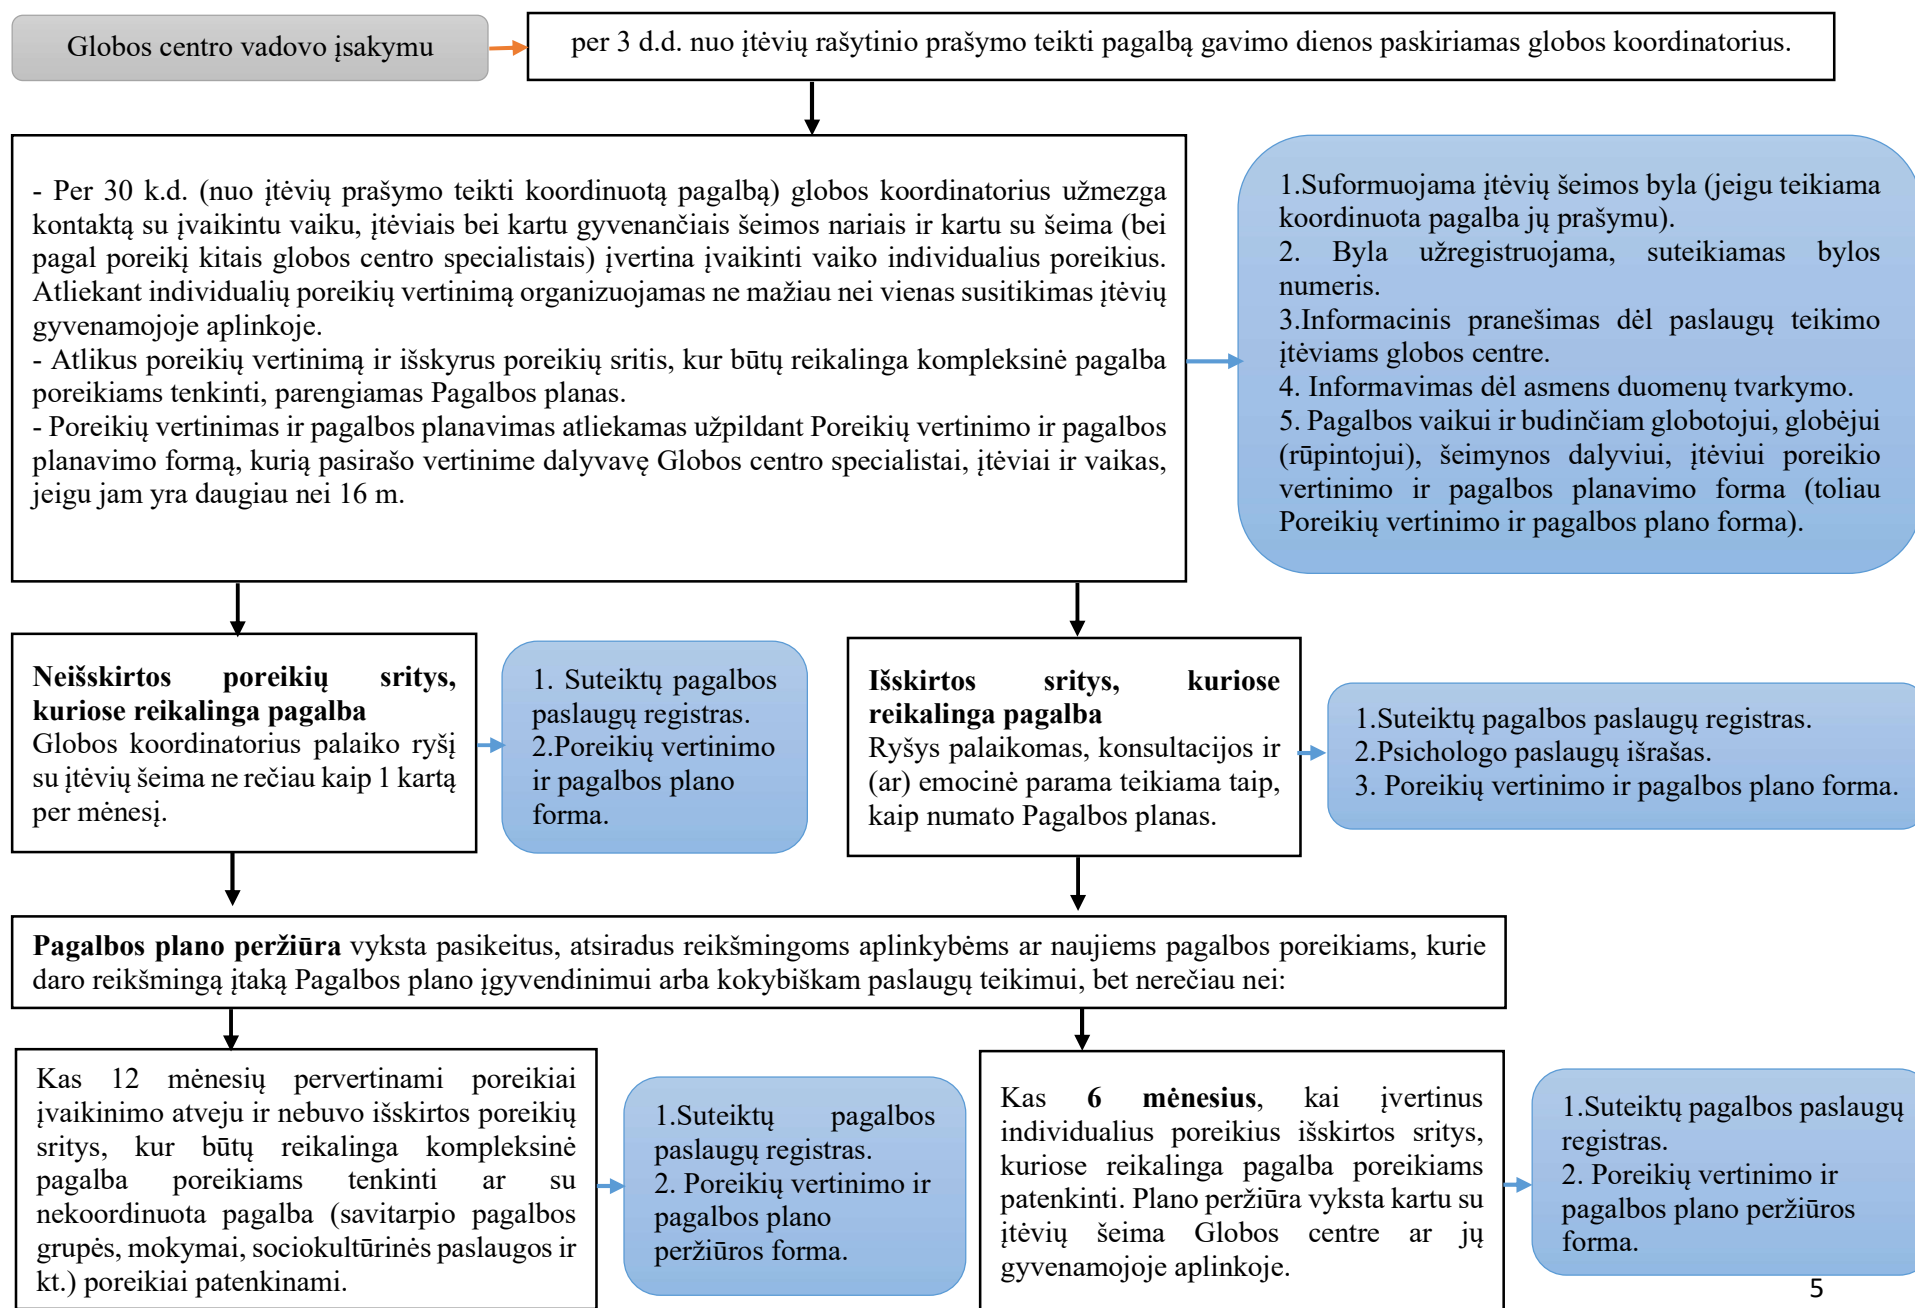 Globos centro vadovo įsakymu
per 3 d.d. nuo įtėvių rašytinio prašymo teikti pagalbą gavimo dienos paskiriamas globos koordinatorius.
- Per 30 k.d. (nuo įtėvių prašymo teikti koordinuotą pagalbą) globos koordinatorius užmezga
kontaktą su įvaikintu vaiku, įtėviais bei kartu gyvenančiais šeimos nariais ir kartu su šeima (bei
pagal poreikį kitais globos centro specialistais) įvertina įvaikinti vaiko individualius poreikius.
Atliekant individualių poreikių vertinimą organizuojamas ne mažiau nei vienas susitikimas įtėvių
gyvenamojoje aplinkoje.
- Atlikus poreikių vertinimą ir išskyrus poreikių sritis, kur būtų reikalinga kompleksinė pagalba
poreikiams tenkinti, parengiamas Pagalbos planas.
- Poreikių vertinimas ir pagalbos planavimas atliekamas užpildant Poreikių vertinimo ir pagalbos
planavimo formą, kurią pasirašo vertinime dalyvavę Globos centro specialistai, įtėviai ir vaikas,
jeigu jam yra daugiau nei 16 m.
1.Suformuojama įtėvių šeimos byla (jeigu teikiama
koordinuota pagalba jų prašymu).
2. Byla užregistruojama, suteikiamas bylos
numeris.
3.Informacinis pranešimas dėl paslaugų teikimo
įtėviams globos centre.
4. Informavimas dėl asmens duomenų tvarkymo.
5. Pagalbos vaikui ir budinčiam globotojui, globėjui
(rūpintojui), šeimynos dalyviui, įtėviui poreikio
vertinimo ir pagalbos planavimo forma (toliau
Poreikių vertinimo ir pagalbos plano forma).
Neišskirtos poreikių sritys,
kuriose reikalinga pagalba
Globos koordinatorius palaiko ryšį
su įtėvių šeima ne rečiau kaip 1 kartą
per mėnesį.
1. Suteiktų pagalbos
paslaugų registras.
2.Poreikių vertinimo
ir pagalbos plano
forma.
Išskirtos sritys, kuriose
reikalinga pagalba
Ryšys palaikomas, konsultacijos ir
(ar) emocinė parama teikiama taip,
kaip numato Pagalbos planas.
1.Suteiktų pagalbos paslaugų registras.
2.Psichologo paslaugų išrašas.
3. Poreikių vertinimo ir pagalbos plano forma.
Pagalbos plano peržiūra vyksta pasikeitus, atsiradus reikšmingoms aplinkybėms ar naujiems pagalbos poreikiams, kurie
daro reikšmingą įtaką Pagalbos plano įgyvendinimui arba kokybiškam paslaugų teikimui, bet nerečiau nei:
Kas 12 mėnesių pervertinami poreikiai
įvaikinimo atveju ir nebuvo išskirtos poreikių
sritys, kur būtų reikalinga kompleksinė
pagalba poreikiams tenkinti ar su
nekoordinuota pagalba (savitarpio pagalbos
grupės, mokymai, sociokultūrinės paslaugos ir
kt.) poreikiai patenkinami.
1.Suteiktų pagalbos
paslaugų registras.
2. Poreikių vertinimo ir
pagalbos plano
peržiūros forma.
Kas 6 mėnesius, kai įvertinus
individualius poreikius išskirtos sritys,
kuriose reikalinga pagalba poreikiams
patenkinti. Plano peržiūra vyksta kartu su
įtėvių šeima Globos centre ar jų
gyvenamojoje aplinkoje.
1.Suteiktų pagalbos paslaugų
registras.
2. Poreikių vertinimo ir
pagalbos plano peržiūros
forma.
5